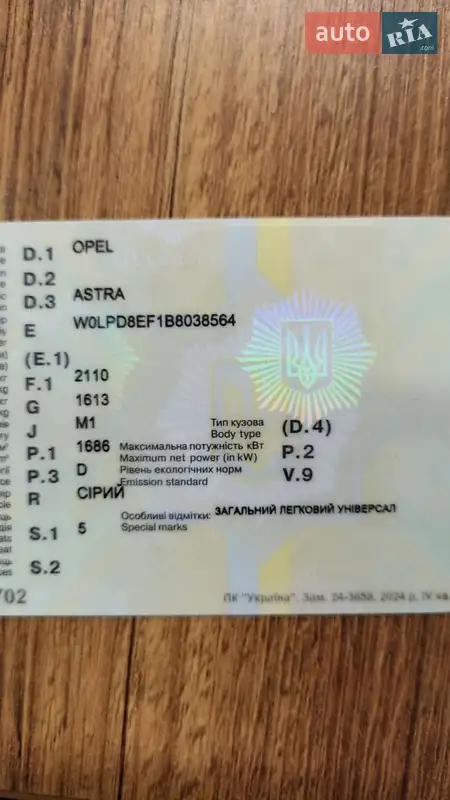 auto RIA .com
D.1 OPEL
D.2
D.3 ASTRA
E W0LPD8EF1B8038564
(E.1)
F.1 2110
G 1613
J M1 Тип кузова (D.4)
Body type
P.1 1686 Максимальна потужність кВт P.2
Maximum net power (in kW)
P.3 D Рівень екологічних норм V.9
Emission standard
R СІРИЙ
Особливі відмітки: ЗАГАЛЬНИЙ ЛЕГКОВИЙ УНІВЕРСАЛ
S.1 5 Special marks
S.2
702
ПК "Україна". Зам. 24-3659. 2024 р. IV кв.